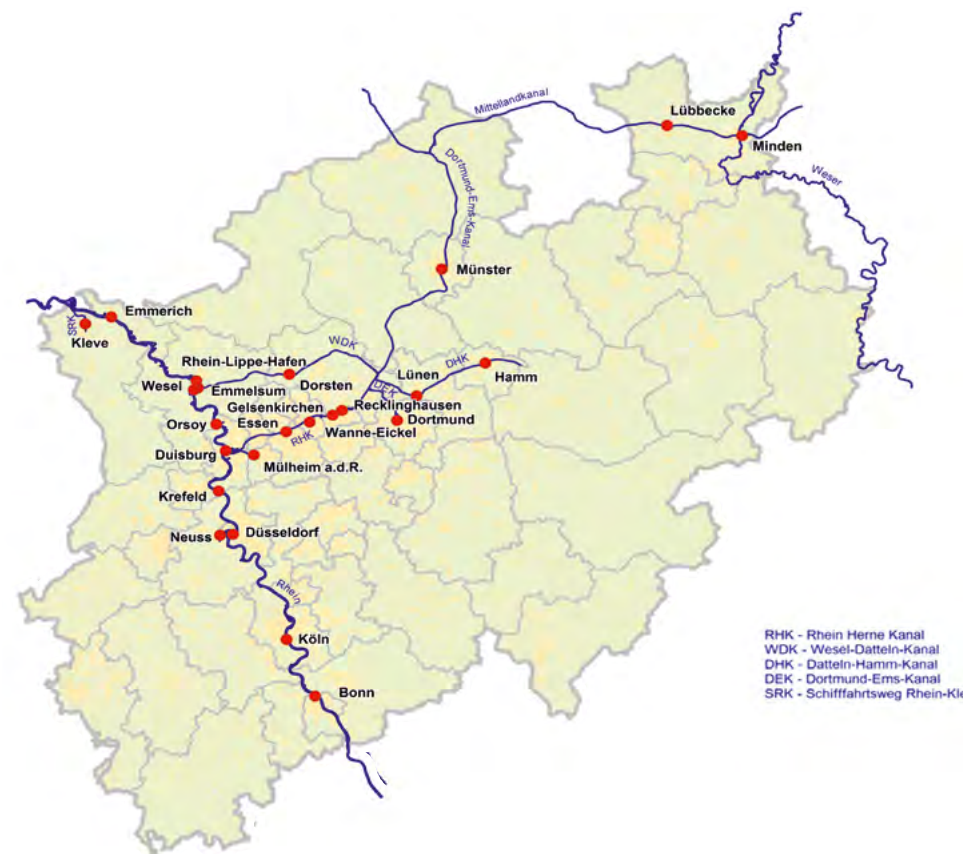 Mittellandkanal
Lübbecke
Minden
Weser
Dortmund-Ems-Kanal
Münster
Emmerich
SRK
Kleve
WDK
Rhein-Lippe-Hafen
DHK
Wesel
Emmelsum
Dorsten
DEK
Lünen
Hamm
Gelsenkirchen
Recklinghausen
Orsoy
Essen
RHK
Wanne-Eickel
Dortmund
Duisburg
Mülheim a.d.R.
Krefeld
Neuss
Düsseldorf
Rhein
Köln
Bonn
RHK - Rhein Herne Kanal
WDK - Wesel-Datteln-Kanal
DHK - Datteln-Hamm-Kanal
DEK - Dortmund-Ems-Kanal
SRK - Schifffahrtsweg Rhein-Kle